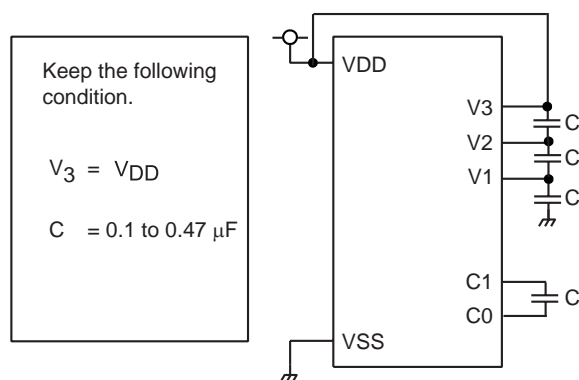 Keep the following
condition.
V3 = VDD
C = 0.1 to 0.47 μF
VDD
V3
C
V2
C
V1
C
C1
C
C0
VSS